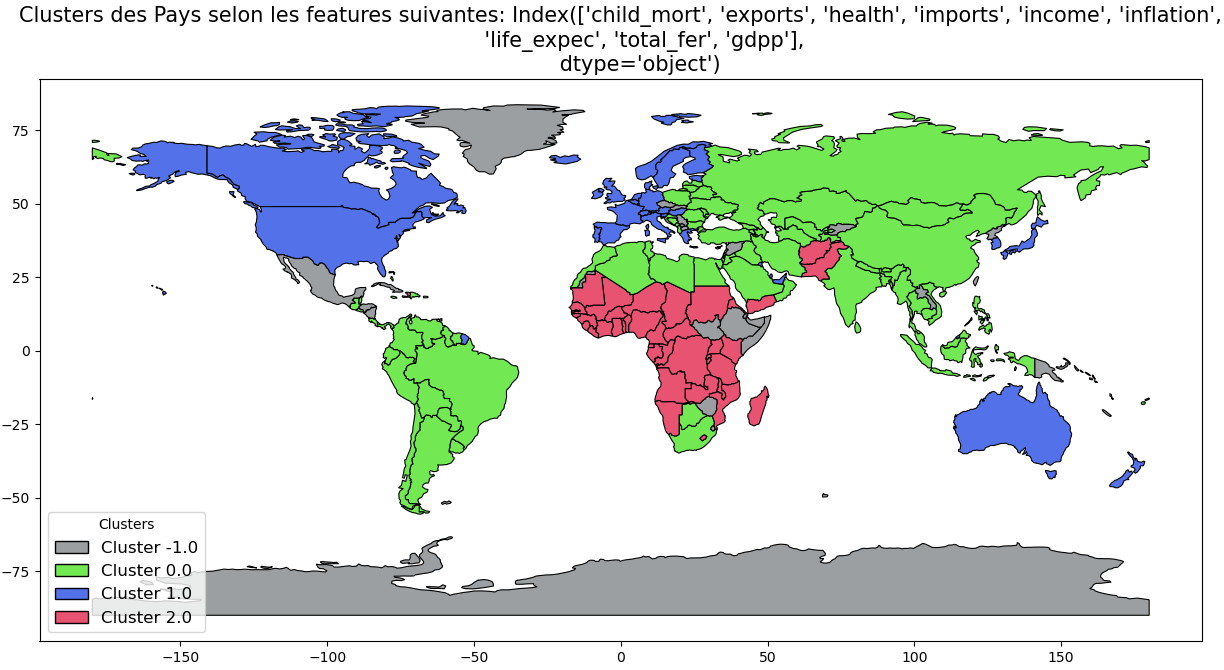 Clusters des Pays selon les features suivantes: Index(['child_mort', 'exports', 'health', 'imports', 'income', 'inflation',
'life_expec', 'total_fer', 'gdpp'],
dtype='object')
75
50
25
0
−25
−50
−75
Clusters
Cluster -1.0
Cluster 0.0
Cluster 1.0
Cluster 2.0
−150 −100 −50 0 50 100 150